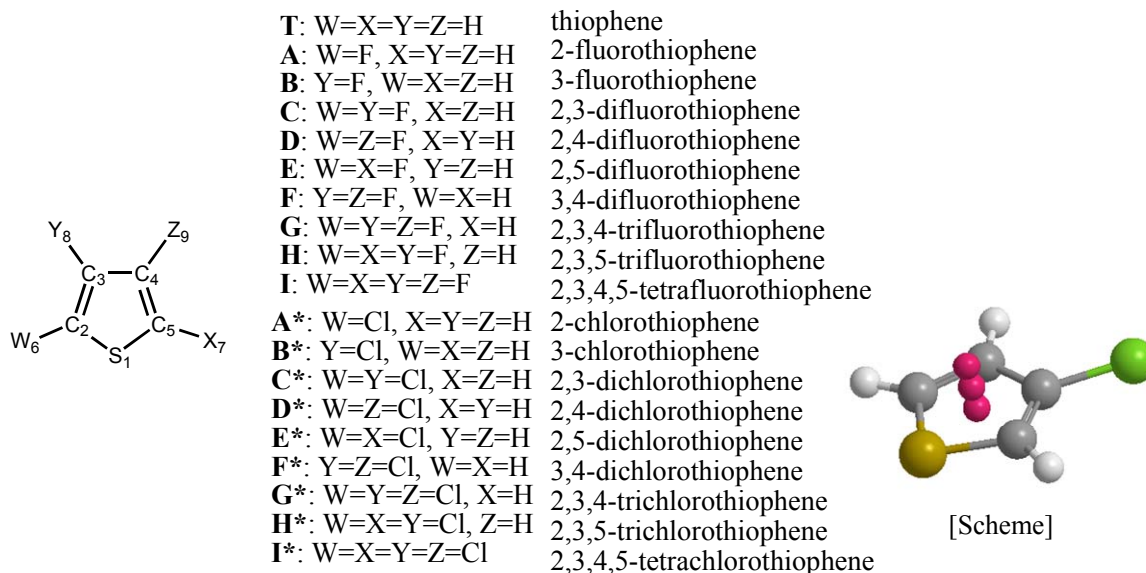 T: W=X=Y=Z=H thiophene
A: W=F, X=Y=Z=H 2-fluorothiophene
B: Y=F, W=X=Z=H 3-fluorothiophene
C: W=Y=F, X=Z=H 2,3-difluorothiophene
D: W=Z=F, X=Y=H 2,4-difluorothiophene
E: W=X=F, Y=Z=H 2,5-difluorothiophene
F: Y=Z=F, W=X=H 3,4-difluorothiophene
G: W=Y=Z=F, X=H 2,3,4-trifluorothiophene
H: W=X=Y=F, Z=H 2,3,5-trifluorothiophene
I: W=X=Y=Z=F 2,3,4,5-tetrafluorothiophene
A*: W=Cl, X=Y=Z=H 2-chlorothiophene
B*: Y=Cl, W=X=Z=H 3-chlorothiophene
C*: W=Y=Cl, X=Z=H 2,3-dichlorothiophene
D*: W=Z=Cl, X=Y=H 2,4-dichlorothiophene
E*: W=X=Cl, Y=Z=H 2,5-dichlorothiophene
F*: Y=Z=Cl, W=X=H 3,4-dichlorothiophene
G*: W=Y=Z=Cl, X=H 2,3,4-trichlorothiophene
H*: W=X=Y=Cl, Z=H 2,3,5-trichlorothiophene
I*: W=X=Y=Z=Cl 2,3,4,5-tetrachlorothiophene
Y8 Z9
C3 C4
W6 C2 C5 X7
S1
[Scheme]